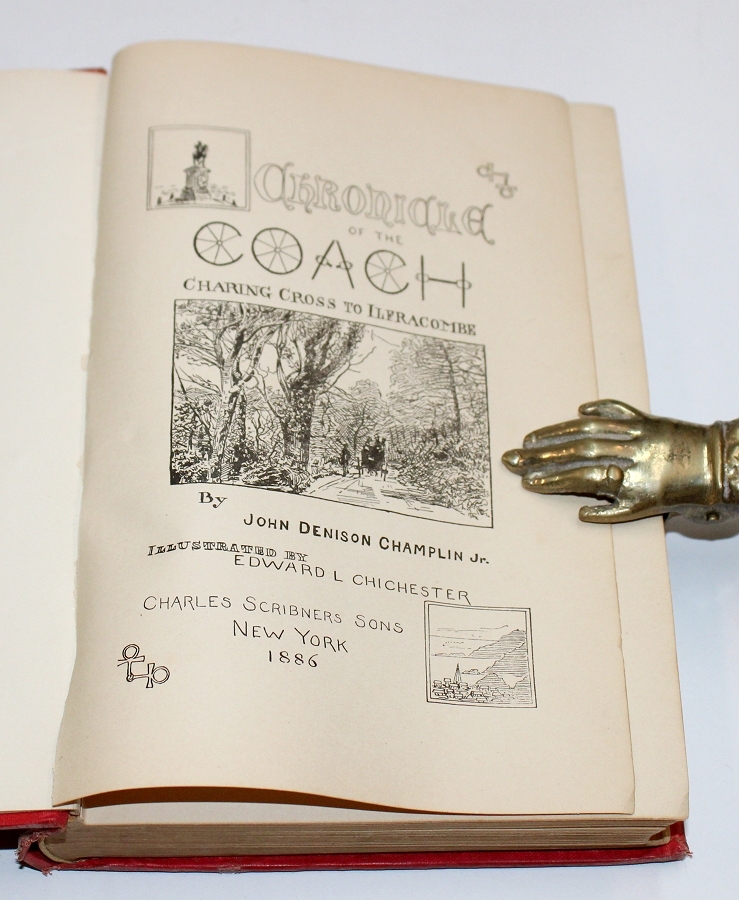 CHRONICLE
OF THE
COACH
CHARING CROSS TO ILFRACOMBE
By
JOHN DENISON CHAMPLIN Jr.
ILLUSTRATED BY
EDWARD L CHICHESTER
CHARLES SCRIBNERS SONS
NEW YORK
1886